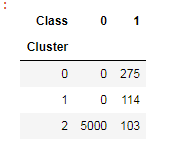 :
Class 0 1
Cluster
0 0 275
1 0 114
2 5000 103